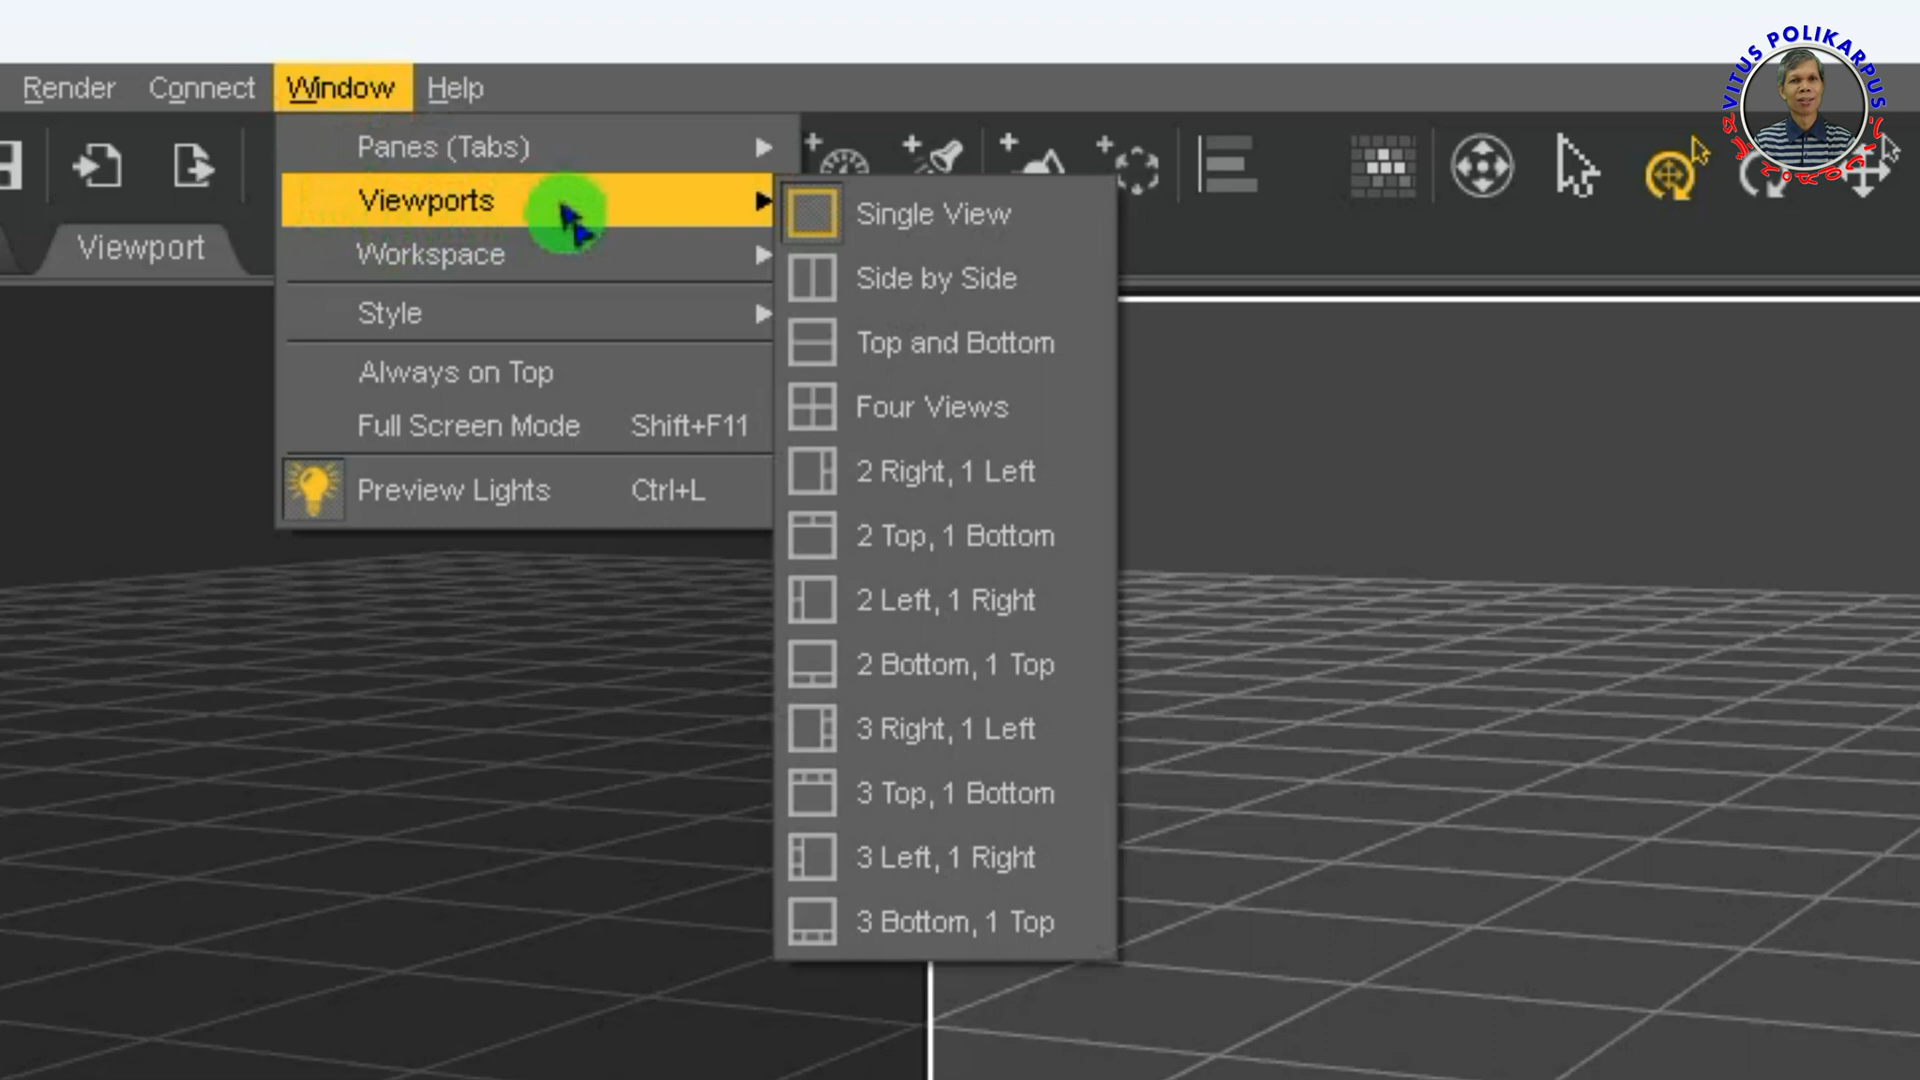 VITUS POLIKARPUS
Render Connect Window Help
Panes (Tabs)
Viewports
Workspace
Style
Always on Top
Full Screen Mode Shift+F11
Preview Lights Ctrl+L
Viewport
Single View
Side by Side
Top and Bottom
Four Views
2 Right, 1 Left
2 Top, 1 Bottom
2 Left, 1 Right
2 Bottom, 1 Top
3 Right, 1 Left
3 Top, 1 Bottom
3 Left, 1 Right
3 Bottom, 1 Top